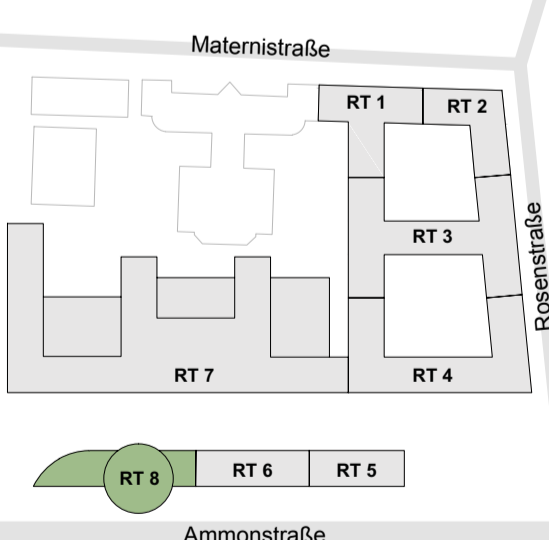 Maternistraße
RT 1
RT 2
RT 3
Rosenstraße
RT 7
RT 4
RT 8
RT 6
RT 5
Ammonstraße